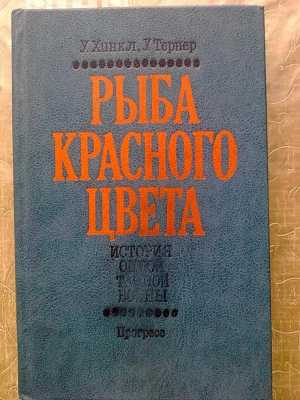 У. Хинкл, У. Тернер
РЫБА
КРАСНОГО
ЦВЕТА
ИСТОРИЯ
ОДНОЙ
ТАЙНОЙ
ВОЙНЫ
Прогресс